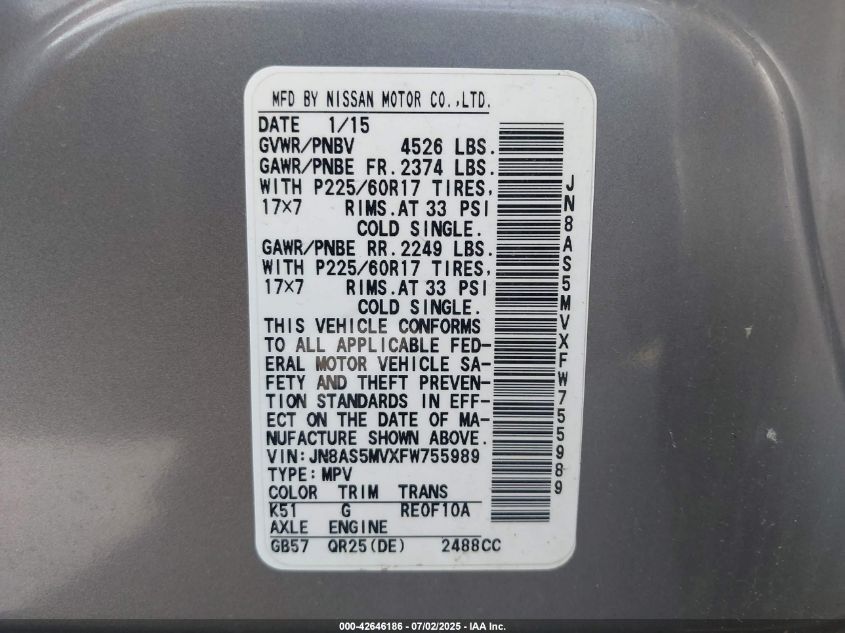 MFD BY NISSAN MOTOR CO.,LTD.
DATE 1/15
GVWR/PNBV 4526 LBS.
GAWR/PNBE FR. 2374 LBS.
WITH P225/60R17 TIRES,
17×7 RIMS.AT 33 PSI
COLD SINGLE.
GAWR/PNBE RR. 2249 LBS.
WITH P225/60R17 TIRES,
17×7 RIMS.AT 33 PSI
COLD SINGLE.
THIS VEHICLE CONFORMS
TO ALL APPLICABLE FED-
ERAL MOTOR VEHICLE SA-
FETY AND THEFT PREVEN-
TION STANDARDS IN EFF-
ECT ON THE DATE OF MA-
NUFACTURE SHOWN ABOVE.
VIN:JN8AS5MVXFW755989
TYPE:MPV
COLOR TRIM TRANS
K51 G RE0F10A
AXLE ENGINE
GB57 QR25(DE) 2488CC
JN8AS5MVXFW755989
000-42646186 - 07/02/2025 - IAA Inc.